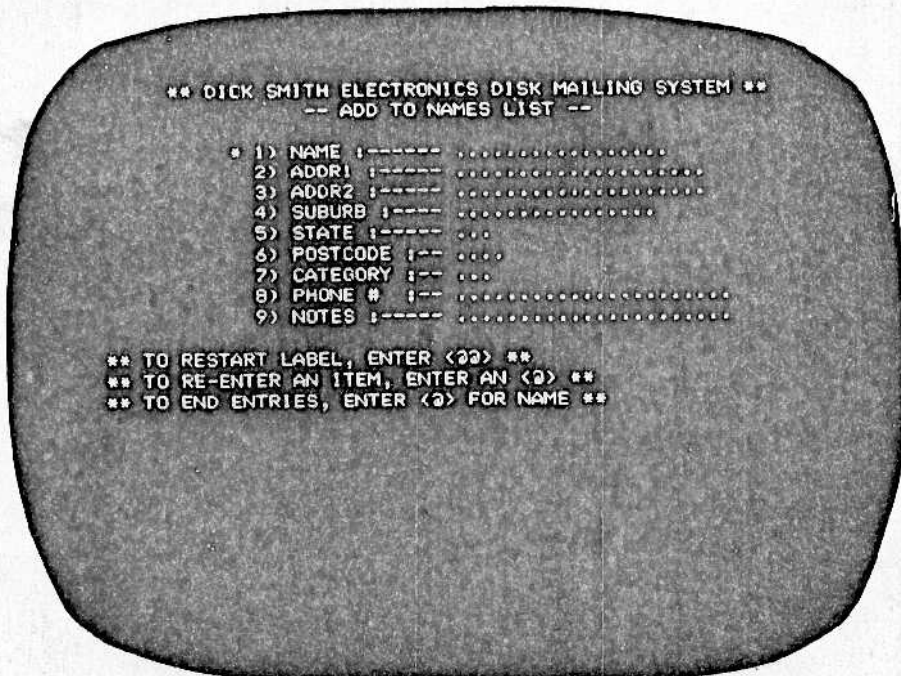 ** DICK SMITH ELECTRONICS DISK MAILING SYSTEM **
-- ADD TO NAMES LIST --
* 1) NAME :------ .................
2) ADDR1 :----- ....................
3) ADDR2 :----- ....................
4) SUBURB :---- ................
5) STATE :----- ...
6) POSTCODE :-- ....
7) CATEGORY :-- ...
8) PHONE # :-- ......................
9) NOTES :----- ......................
** TO RESTART LABEL, ENTER <@@> **
** TO RE-ENTER AN ITEM, ENTER AN <@> **
** TO END ENTRIES, ENTER <@> FOR NAME **